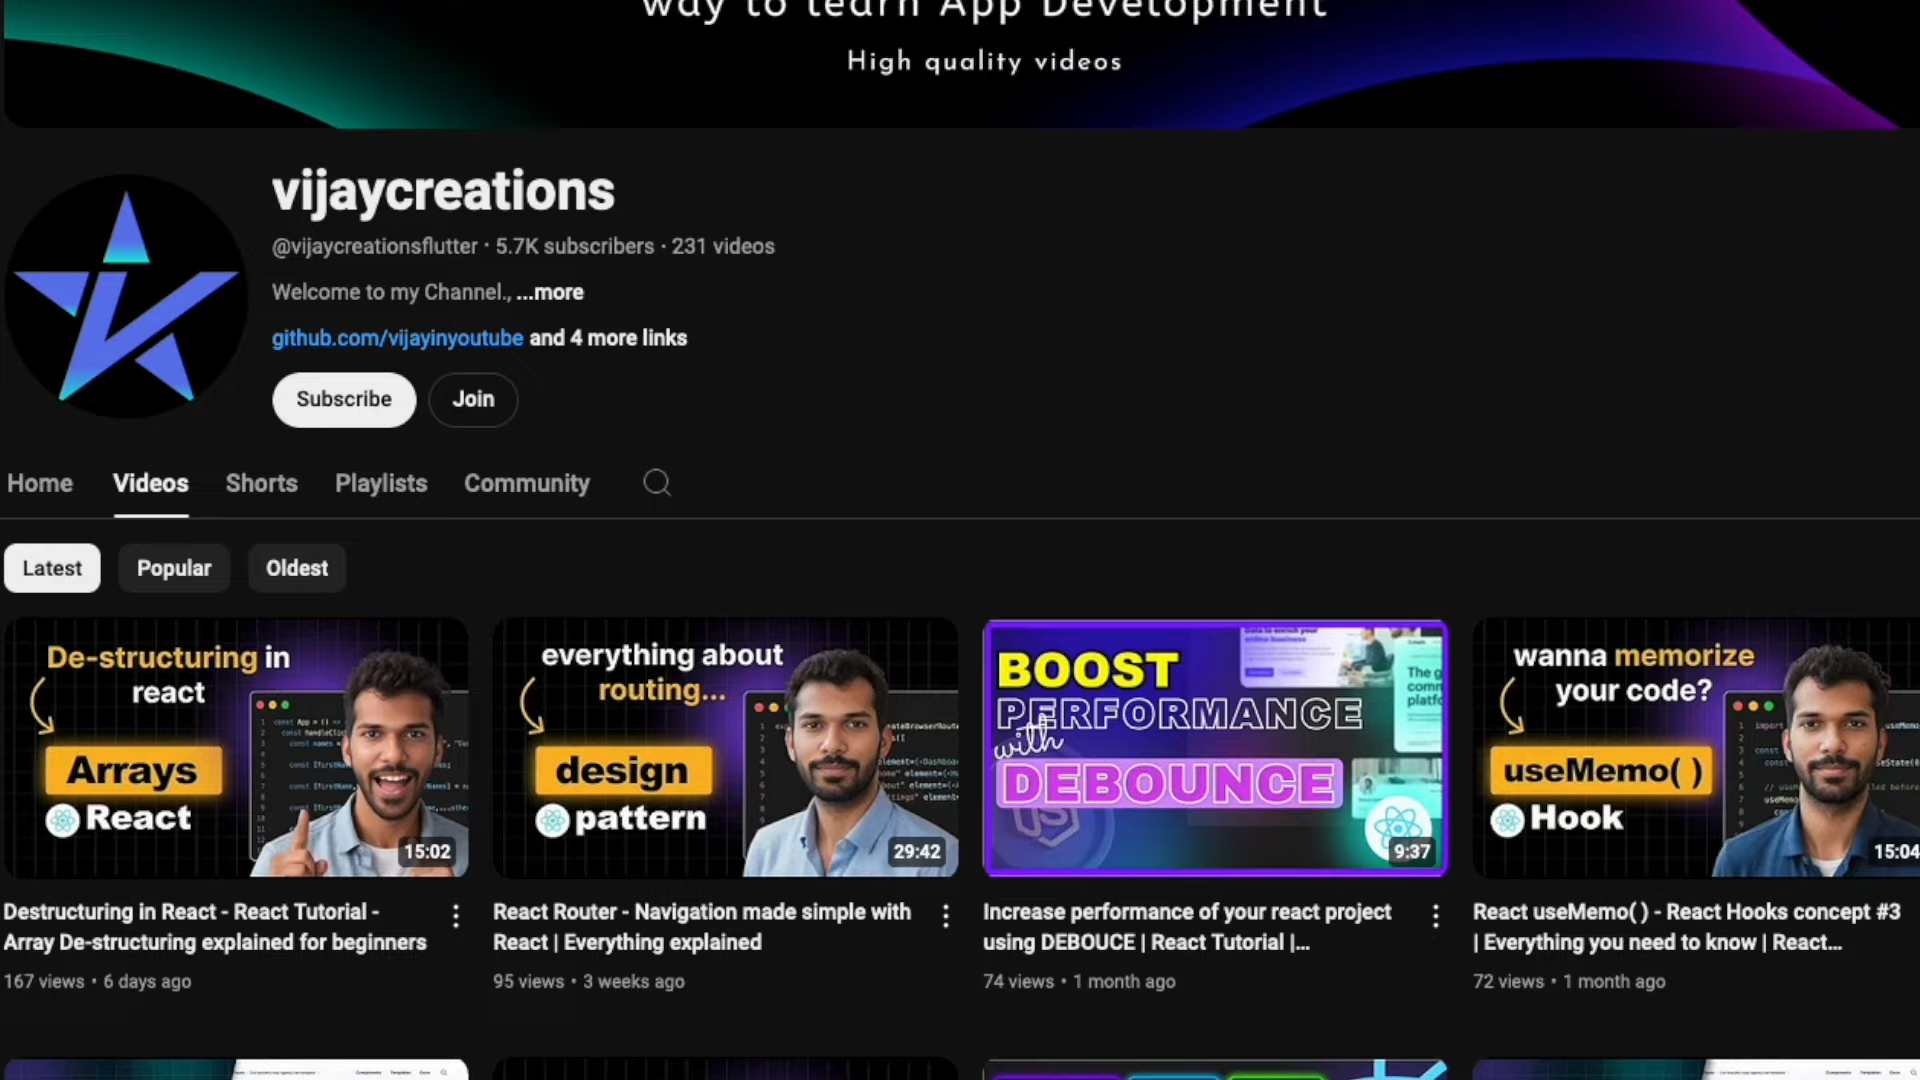 way to learn App Development
High quality videos
vijaycreations
@vijaycreationsflutter · 5.7K subscribers · 231 videos
Welcome to my Channel., ...more
github.com/vijayinyoutube and 4 more links
Subscribe
Join
Home
Videos
Shorts
Playlists
Community
Latest
Popular
Oldest
De-structuring in
react
Arrays
React
15:02
everything about
routing...
design
pattern
29:42
BOOST
PERFORMANCE
with
DEBOUNCE
9:37
wanna memorize
your code?
useMemo( )
Hook
15:04
Destructuring in React - React Tutorial -
Array De-structuring explained for beginners
167 views • 6 days ago
React Router - Navigation made simple with
React | Everything explained
95 views • 3 weeks ago
Increase performance of your react project
using DEBOUCE | React Tutorial |...
74 views • 1 month ago
React useMemo( ) - React Hooks concept #3
| Everything you need to know | React...
72 views • 1 month ago